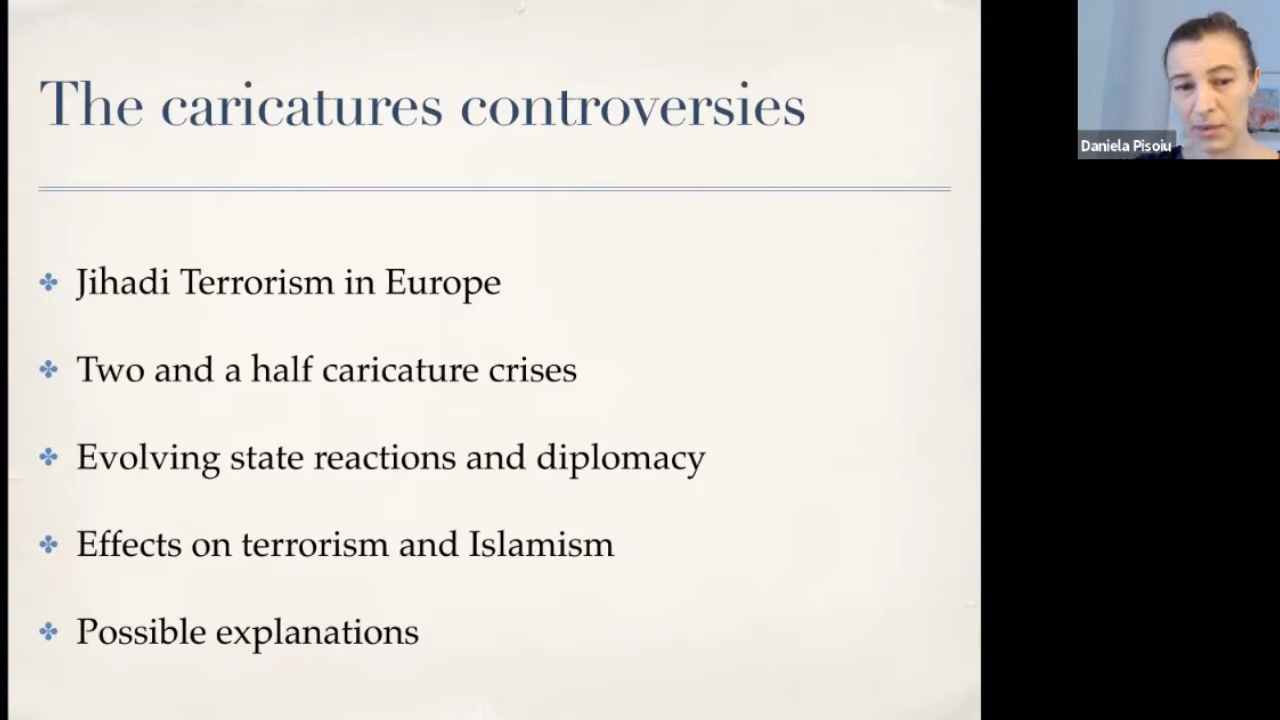 The caricatures controversies
Jihadi Terrorism in Europe
Two and a half caricature crises
Evolving state reactions and diplomacy
Effects on terrorism and Islamism
Possible explanations
Daniela Pisoiu